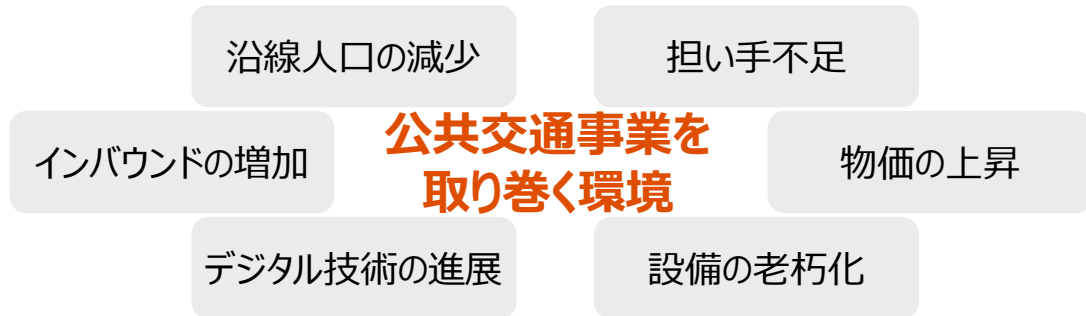 沿線人口の減少
担い手不足
公共交通事業を
取り巻く環境
インバウンドの増加
物価の上昇
デジタル技術の進展
設備の老朽化